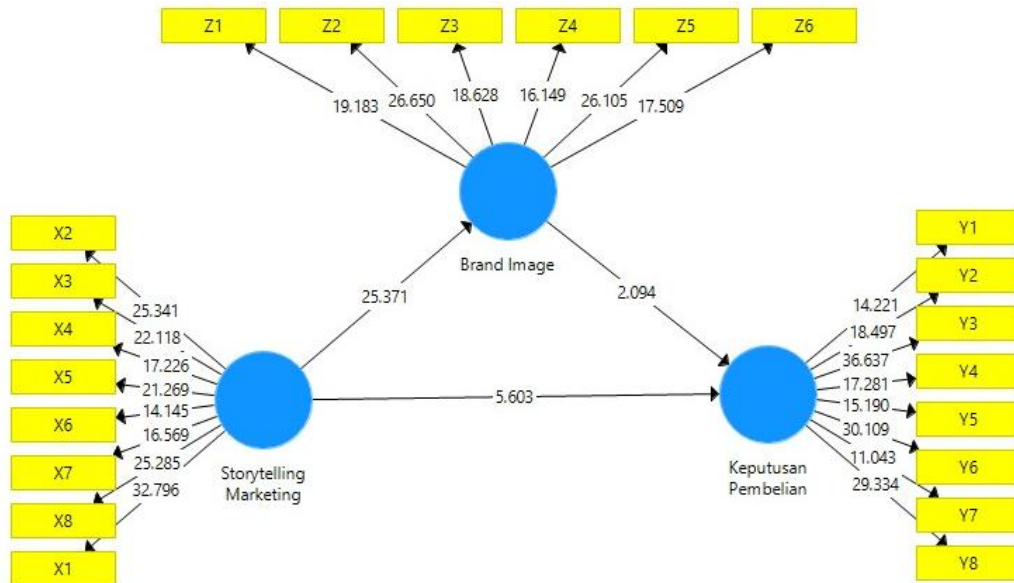 Z1
Z2
Z3
Z4
Z5
Z6
19.183
26.650
18.628
16.149
26.105
17.509
Brand Image
X2
X3
X4
X5
X6
X7
X8
X1
25.341
22.118
17.226
21.269
14.145
16.569
25.285
32.796
Storytelling
Marketing
25.371
2.094
5.603
Keputusan
Pembelian
14.221
18.497
36.637
17.281
15.190
30.109
11.043
29.334
Y1
Y2
Y3
Y4
Y5
Y6
Y7
Y8